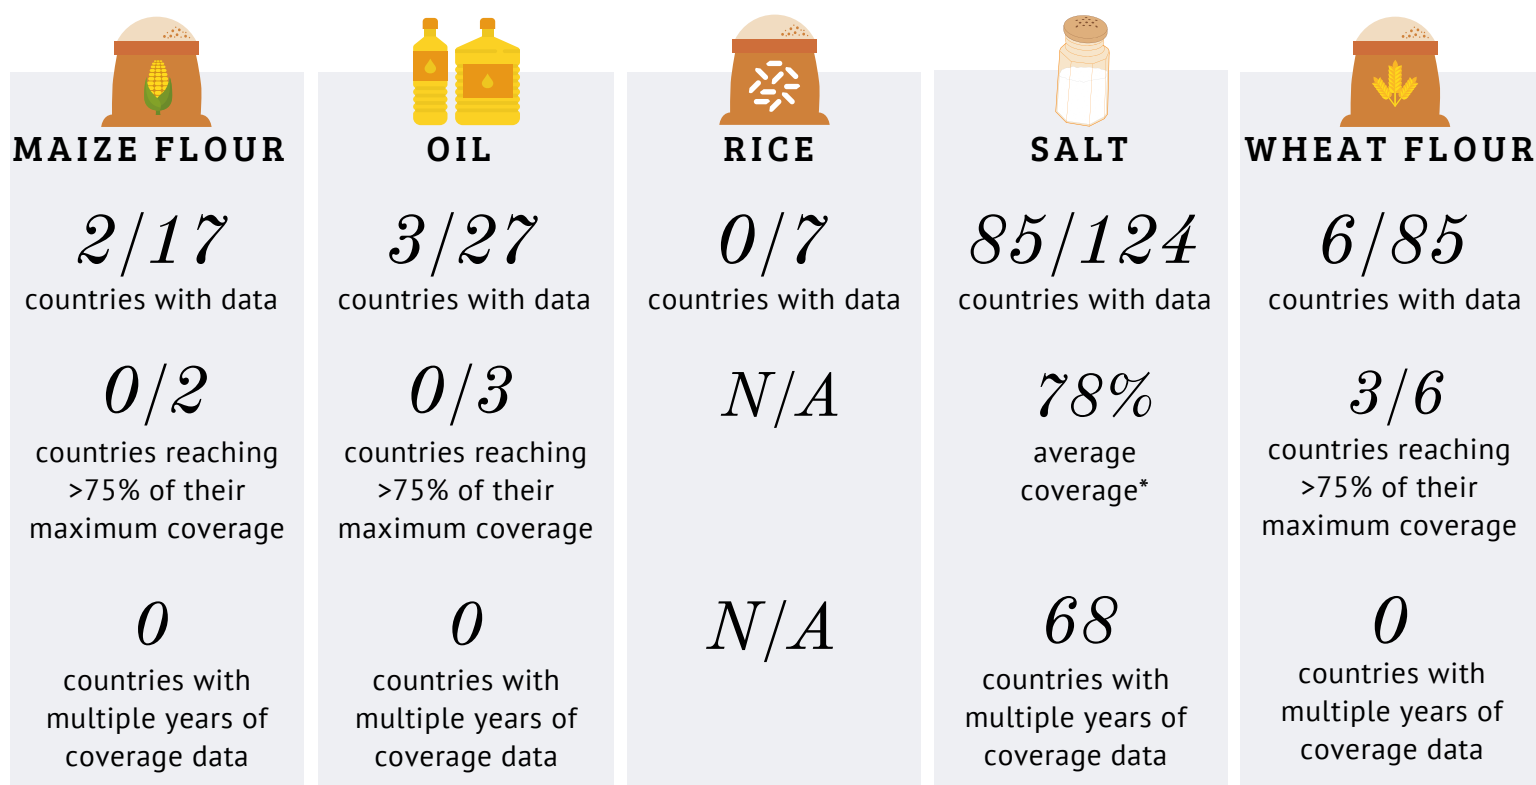 MAIZE FLOUR
2/17
countries with data
0/2
countries reaching
>75% of their
maximum coverage
0
countries with
multiple years of
coverage data
OIL
3/27
countries with data
0/3
countries reaching
>75% of their
maximum coverage
0
countries with
multiple years of
coverage data
RICE
0/7
countries with data
N/A
N/A
SALT
85/124
countries with data
78%
average
coverage*
68
countries with
multiple years of
coverage data
WHEAT FLOUR
6/85
countries with data
3/6
countries reaching
>75% of their
maximum coverage
0
countries with
multiple years of
coverage data